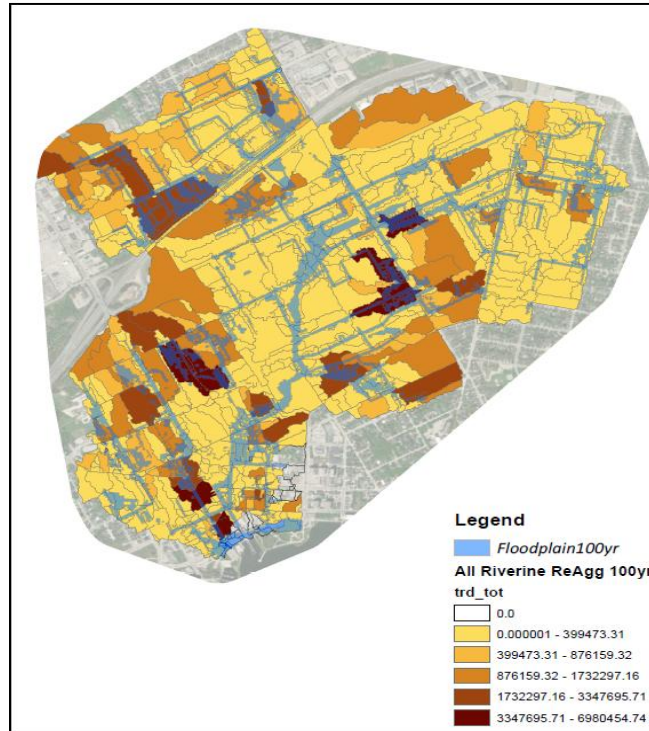 Legend
Floodplain100yr
All Riverine ReAgg 100yr
trd_tot
0.0
0.000001 - 399473.31
399473.31 - 876159.32
876159.32 - 1732297.16
1732297.16 - 3347695.71
3347695.71 - 6980454.74